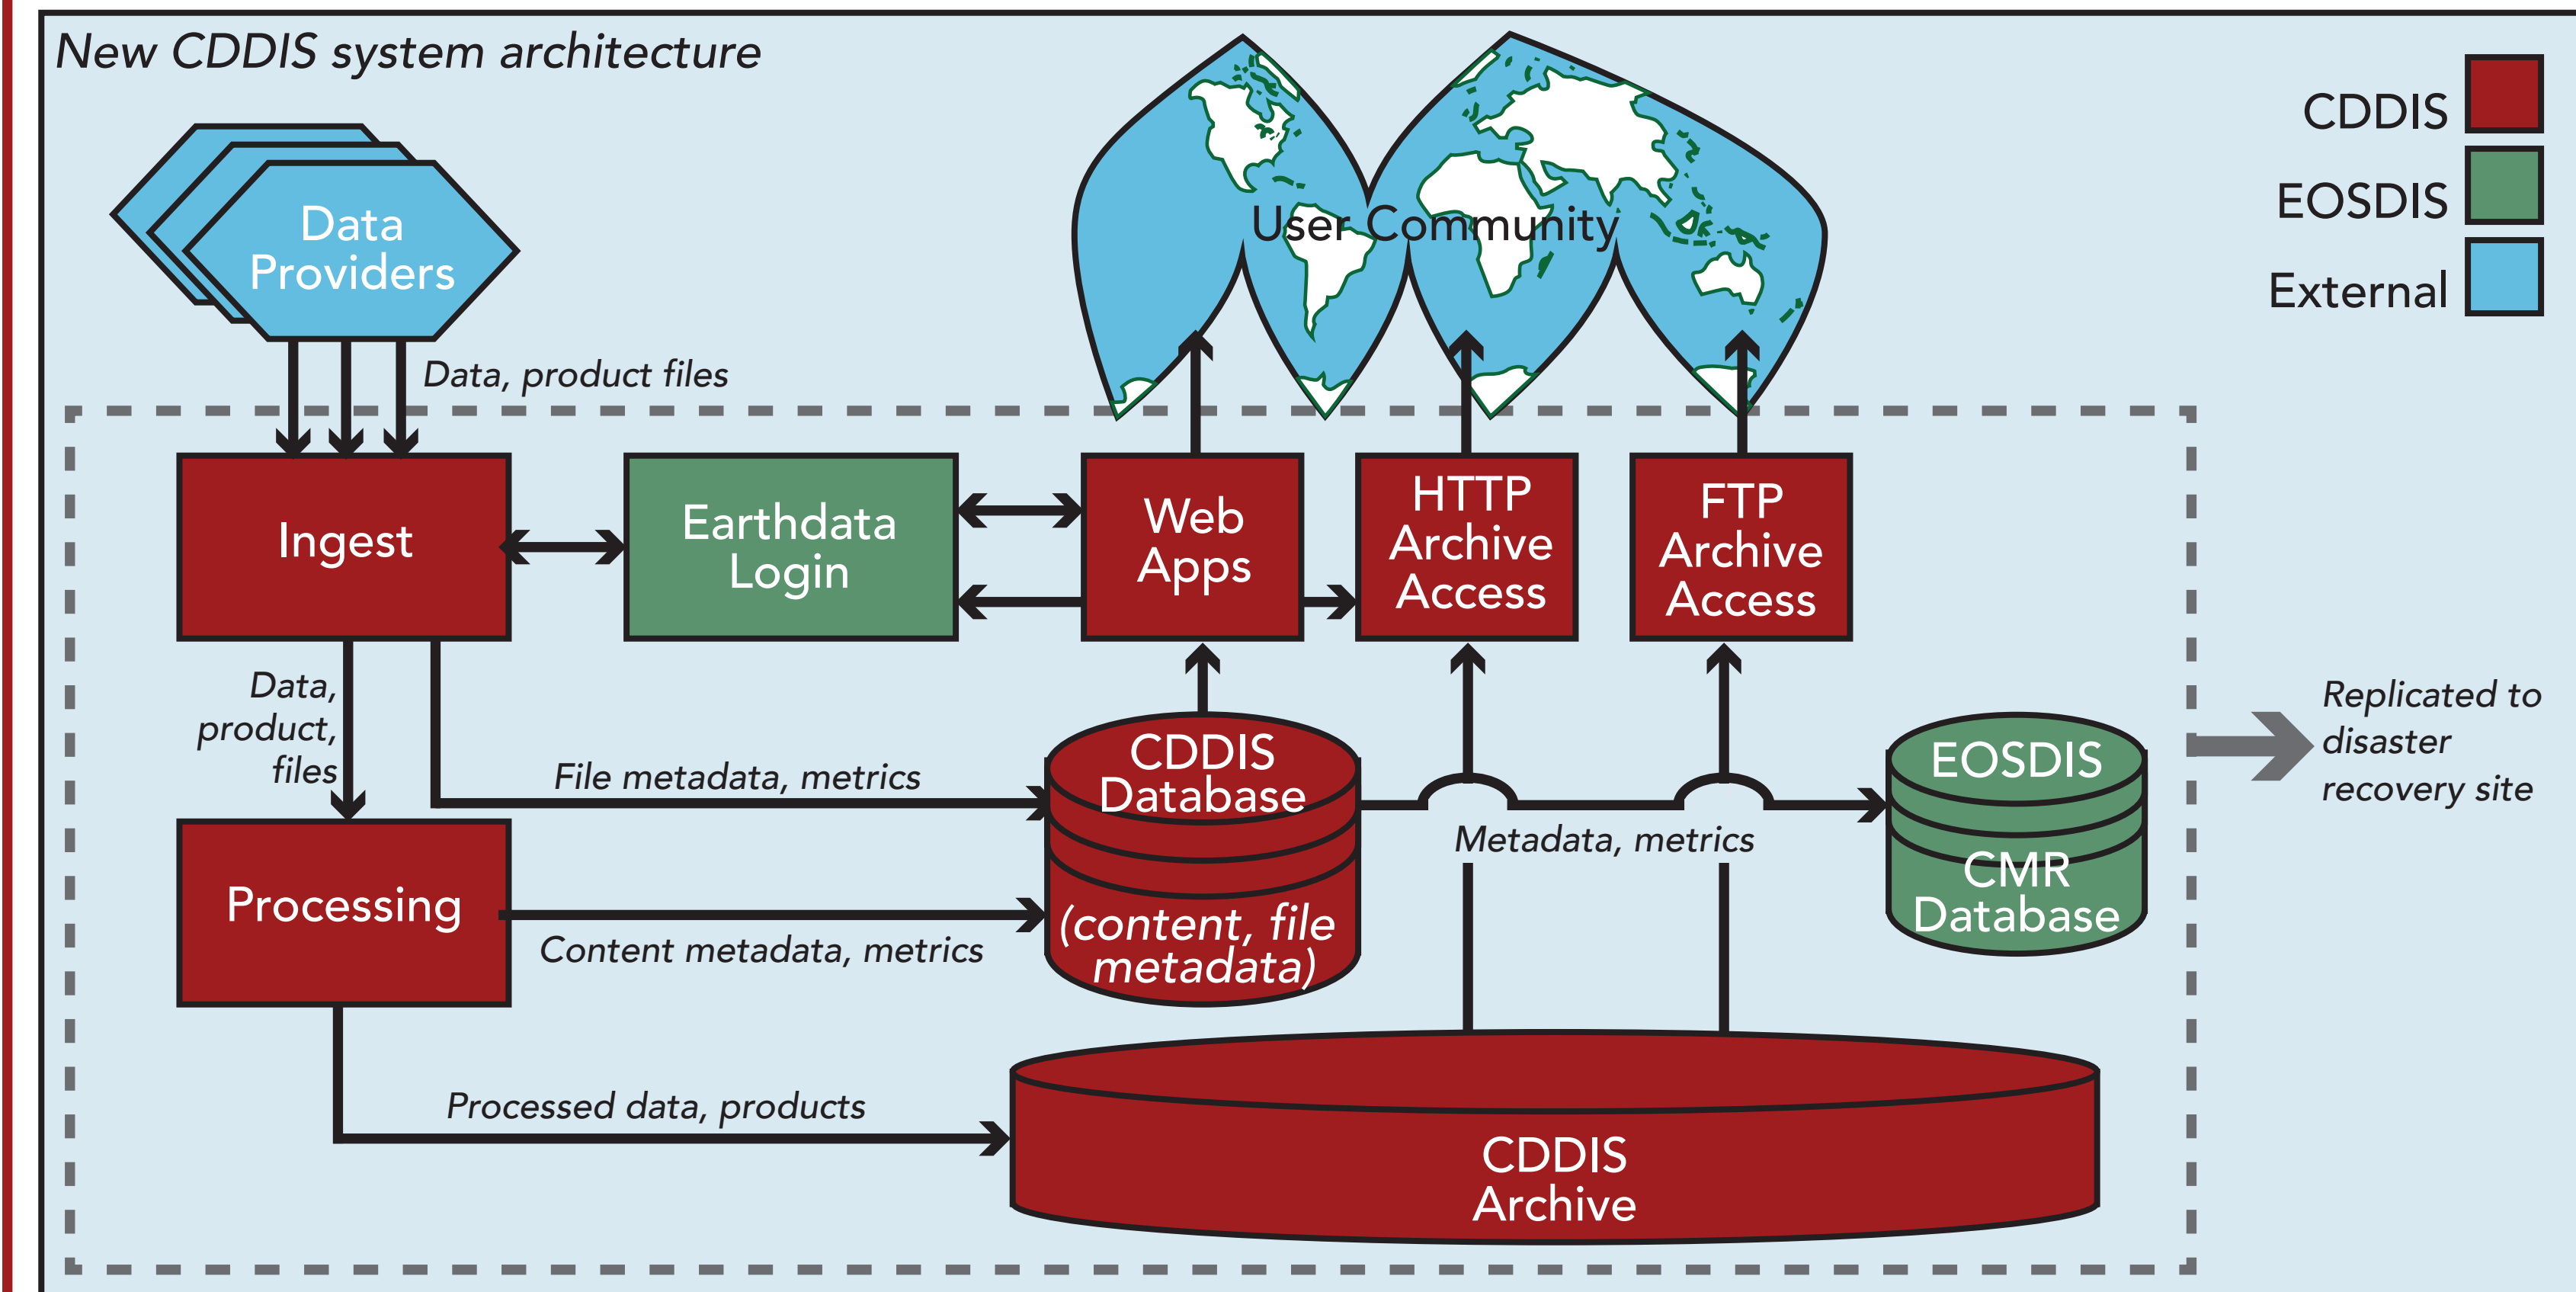 New CDDIS system architecture
CDDIS
EOSDIS
External
Data
Providers
User Community
Data, product files
Ingest
Earthdata
Login
Web
Apps
HTTP
Archive
Access
FTP
Archive
Access
Data,
product,
files
File metadata, metrics
CDDIS
Database
(content, file
metadata)
Metadata, metrics
EOSDIS
CMR
Database
Replicated to
disaster
recovery site
Processing
Content metadata, metrics
Processed data, products
CDDIS
Archive